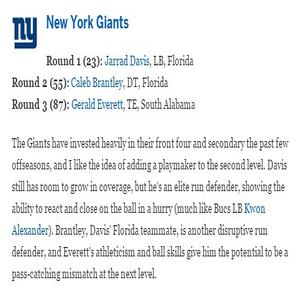 ny
New York Giants
Round 1 (23): Jarrad Davis, LB, Florida
Round 2 (55): Caleb Brantley, DT, Florida
Round 3 (87): Gerald Everett, TE, South Alabama
The Giants have invested heavily in their front four and secondary the past few
offseasons, and I like the idea of adding a playmaker to the second level. Davis
still has room to grow in coverage, but he's an elite run defender, showing the
ability to react and close on the ball in a hurry (much like Bucs LB Kwon
Alexander). Brantley, Davis' Florida teammate, is another disruptive run
defender, and Everett's athleticism and ball skills give him the potential to be a
pass-catching mismatch at the next level.